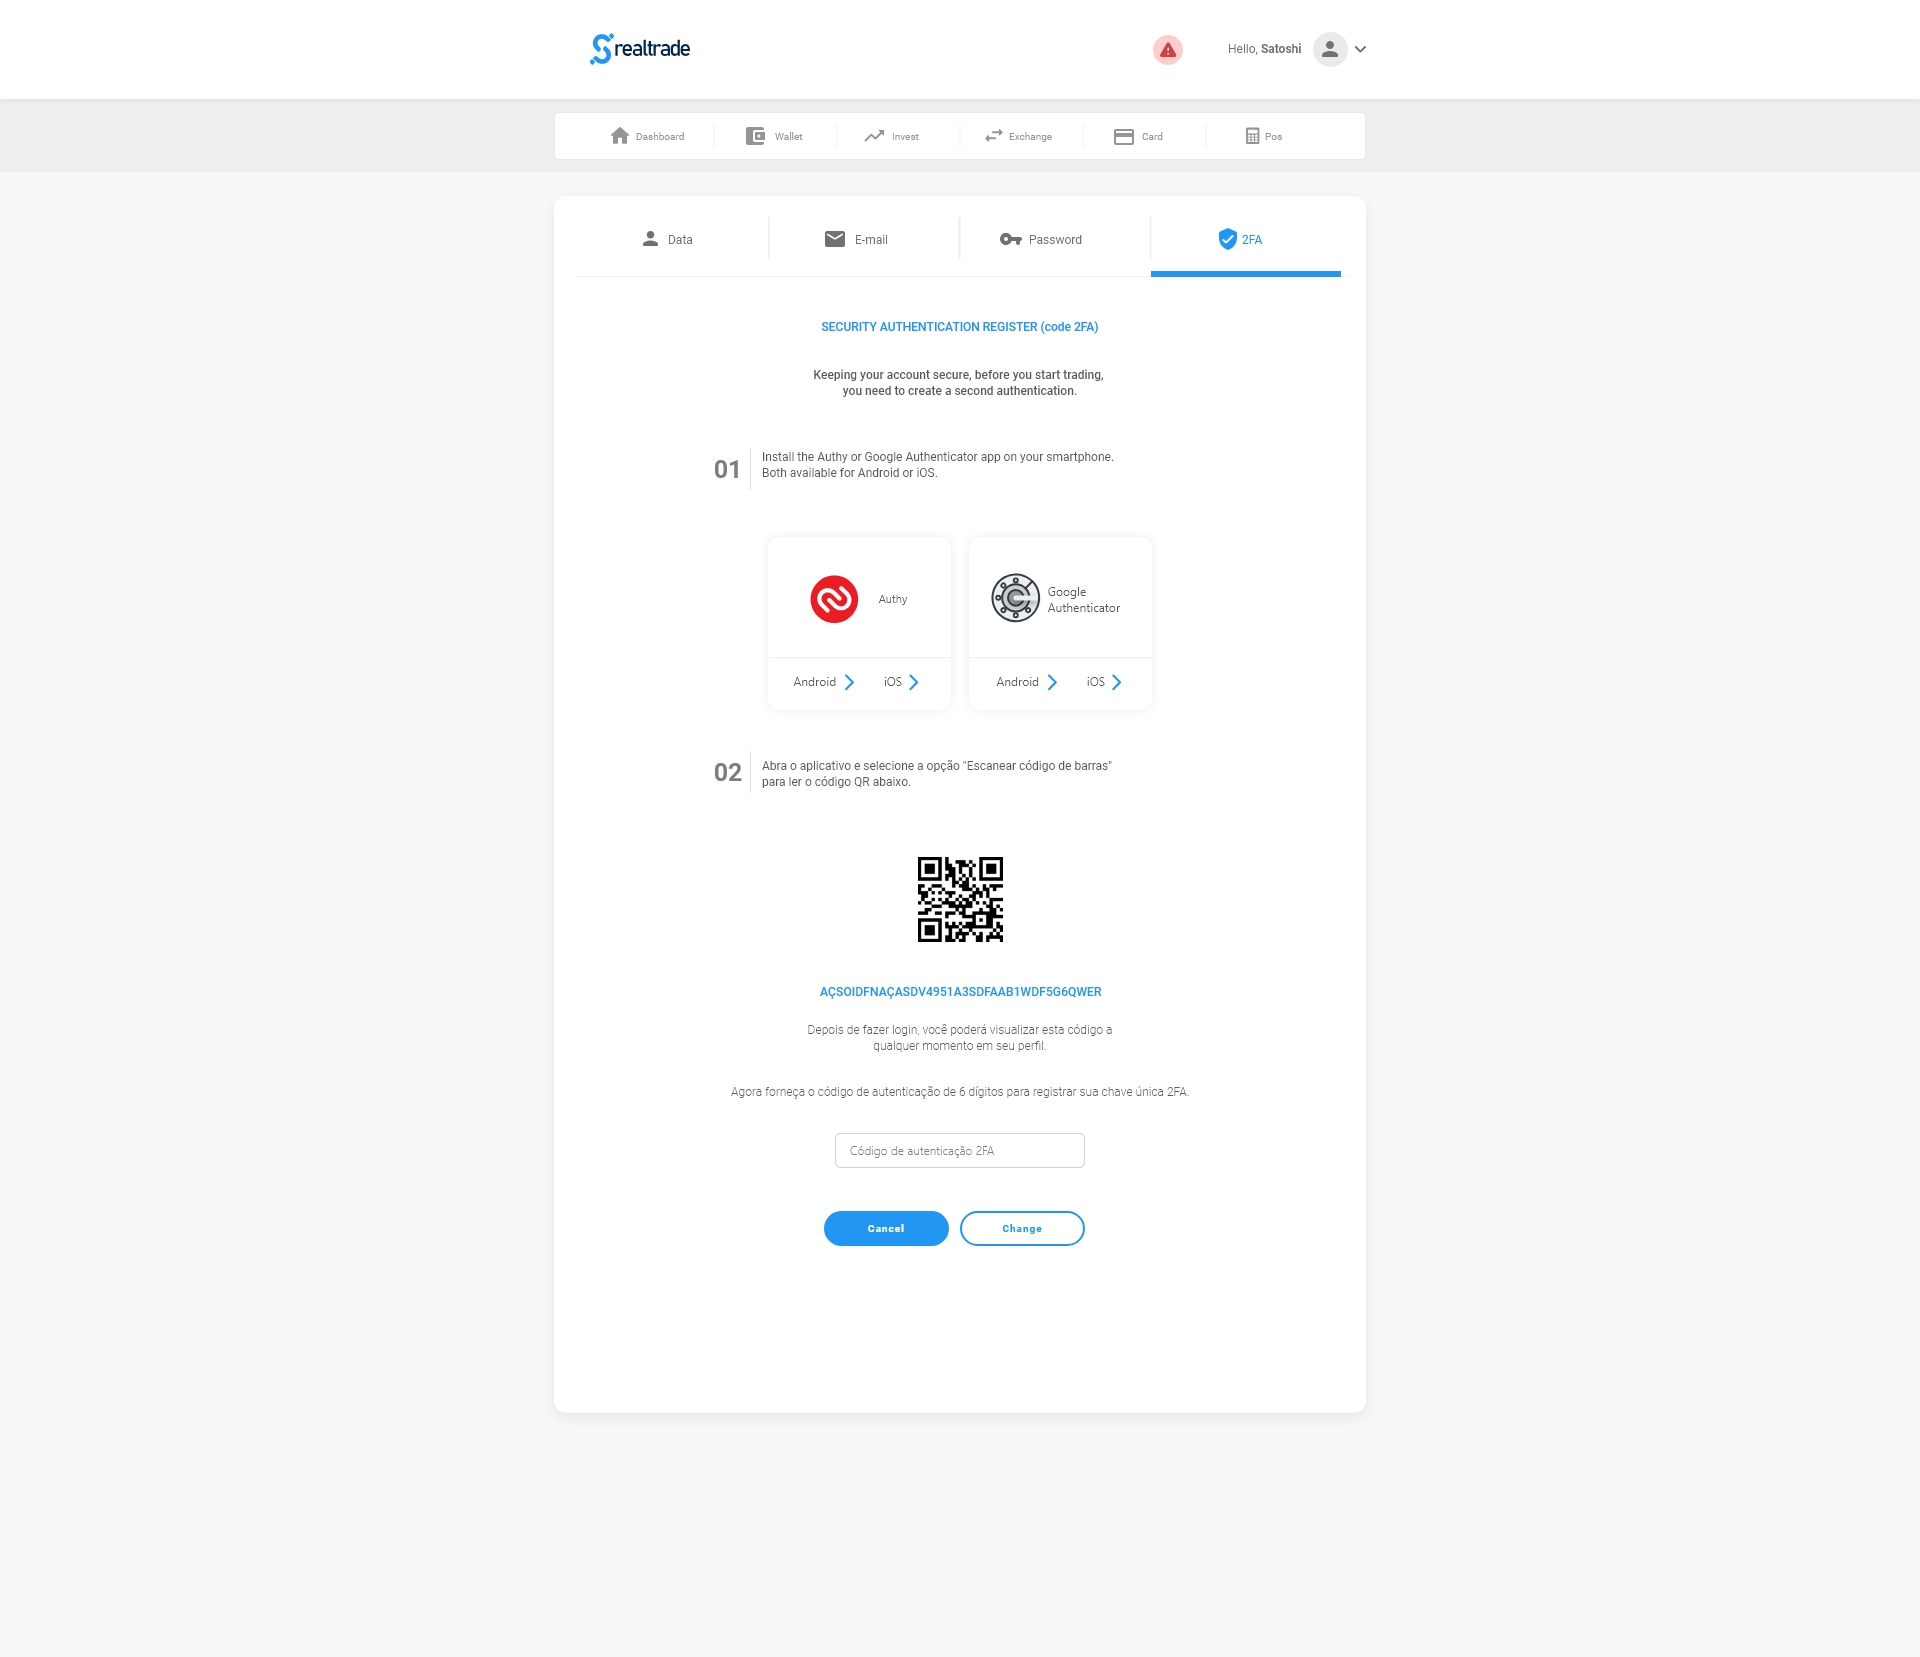 realtrade
Hello, Satoshi
Dashboard
Wallet
Invest
Exchange
Card
Pos
Data
E-mail
Password
2FA
SECURITY AUTHENTICATION REGISTER (code 2FA)
Keeping your account secure, before you start trading,
you need to create a second authentication.
01
Install the Authy or Google Authenticator app on your smartphone.
Both available for Android or iOS.
Authy
Google
Authenticator
Android
iOS
Android
iOS
02
Abra o aplicativo e selecione a opção "Escanear código de barras"
para ler o código QR abaixo.
AÇSOIDFNAÇASDV4951A3SDFAAB1WDF5G6QWER
Depois de fazer login, você poderá visualizar esta código a
qualquer momento em seu perfil.
Agora forneça o código de autenticação de 6 dígitos para registrar sua chave única 2FA.
Código de autenticação 2FA
Cancel
Change